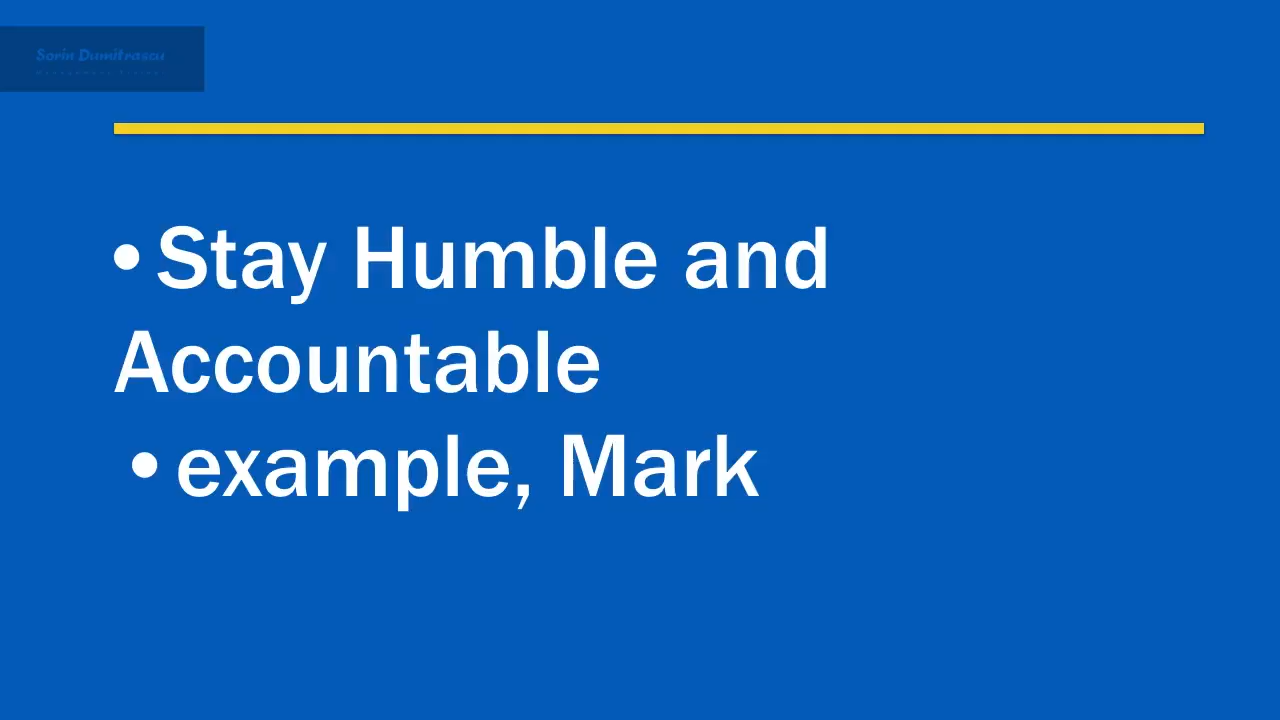 Sorin Dumitrascu
•Stay Humble and
Accountable
•example, Mark